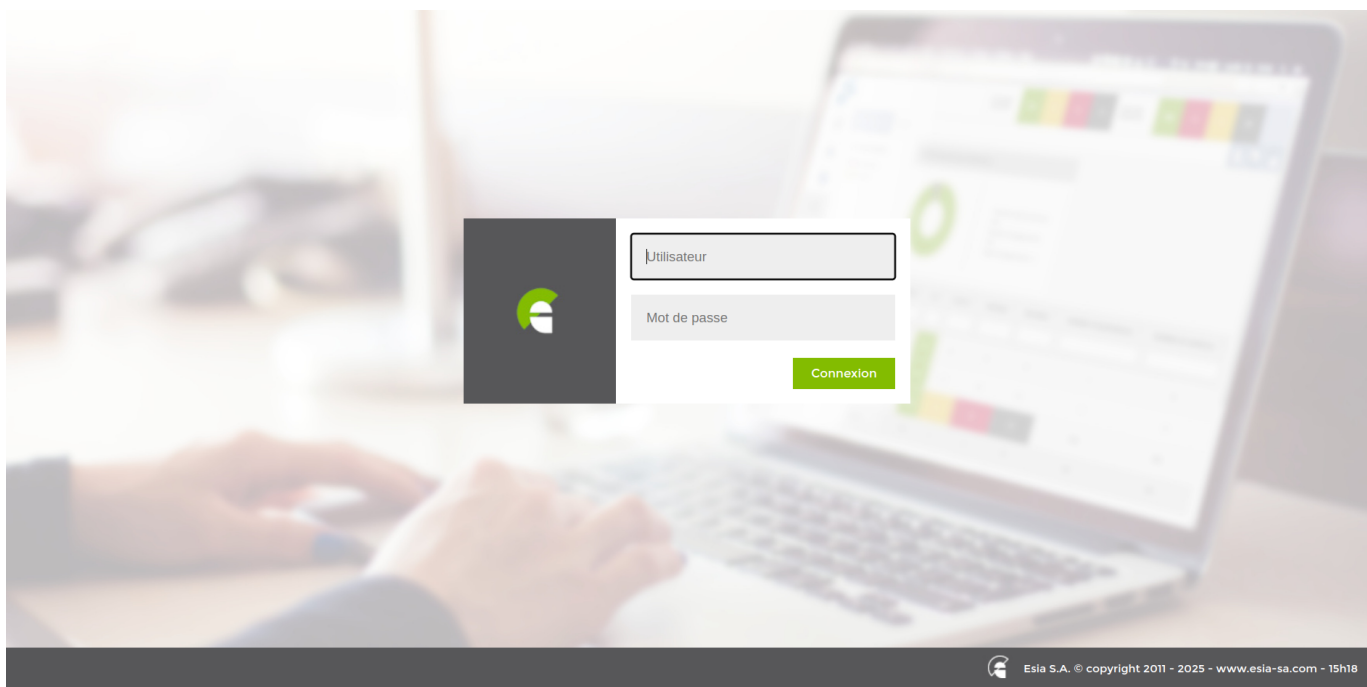 Utilisateur
Mot de passe
Connexion
Esia S.A. © copyright 2011 - 2025 - www.esia-sa.com - 15h18